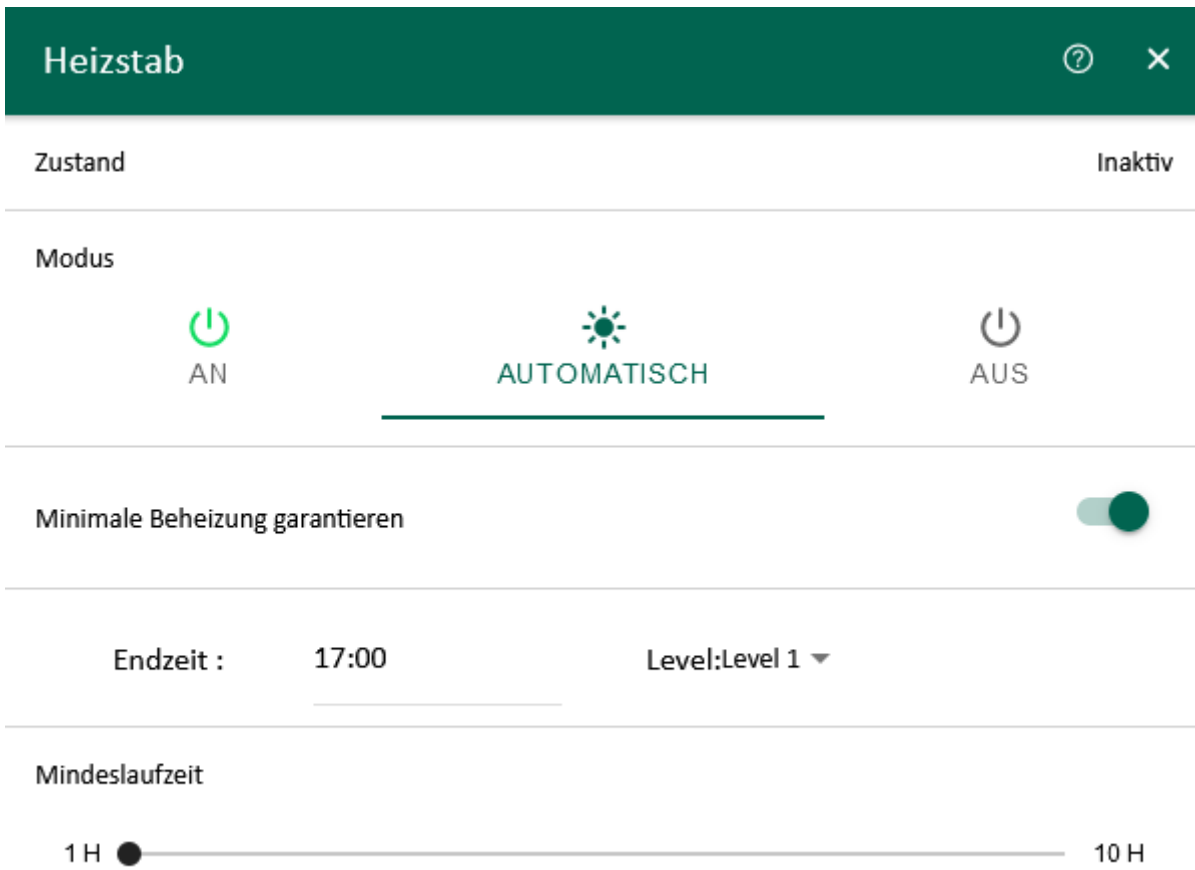 Heizstab
Zustand Inaktiv
Modus
AN AUTOMATISCH AUS
Minimale Beheizung garantieren
Endzeit : 17:00 Level:Level 1
Mindeslaufzeit
1 H 10 H